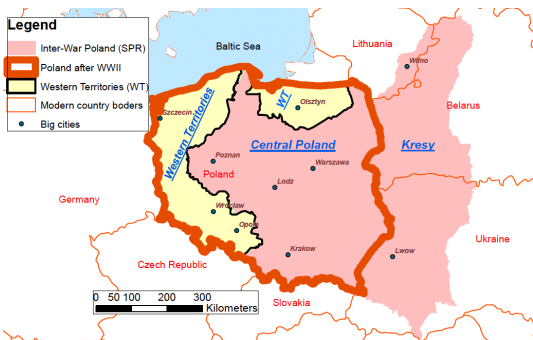 Legend
Inter-War Poland (SPR)
Poland after WWII
Western Territories (WT)
Modern country boders
Big cities
Baltic Sea
Lithuania
Wilno
Belarus
Szczecin
Western Territories
WT
Olsztyn
Central Poland
Kresy
Poznan
Warszawa
Poland
Lodz
Germany
Wroclaw
Opole
Ukraine
Krakow
Lwow
Czech Republic
Slovakia
0 50 100 200 300
Kilometers